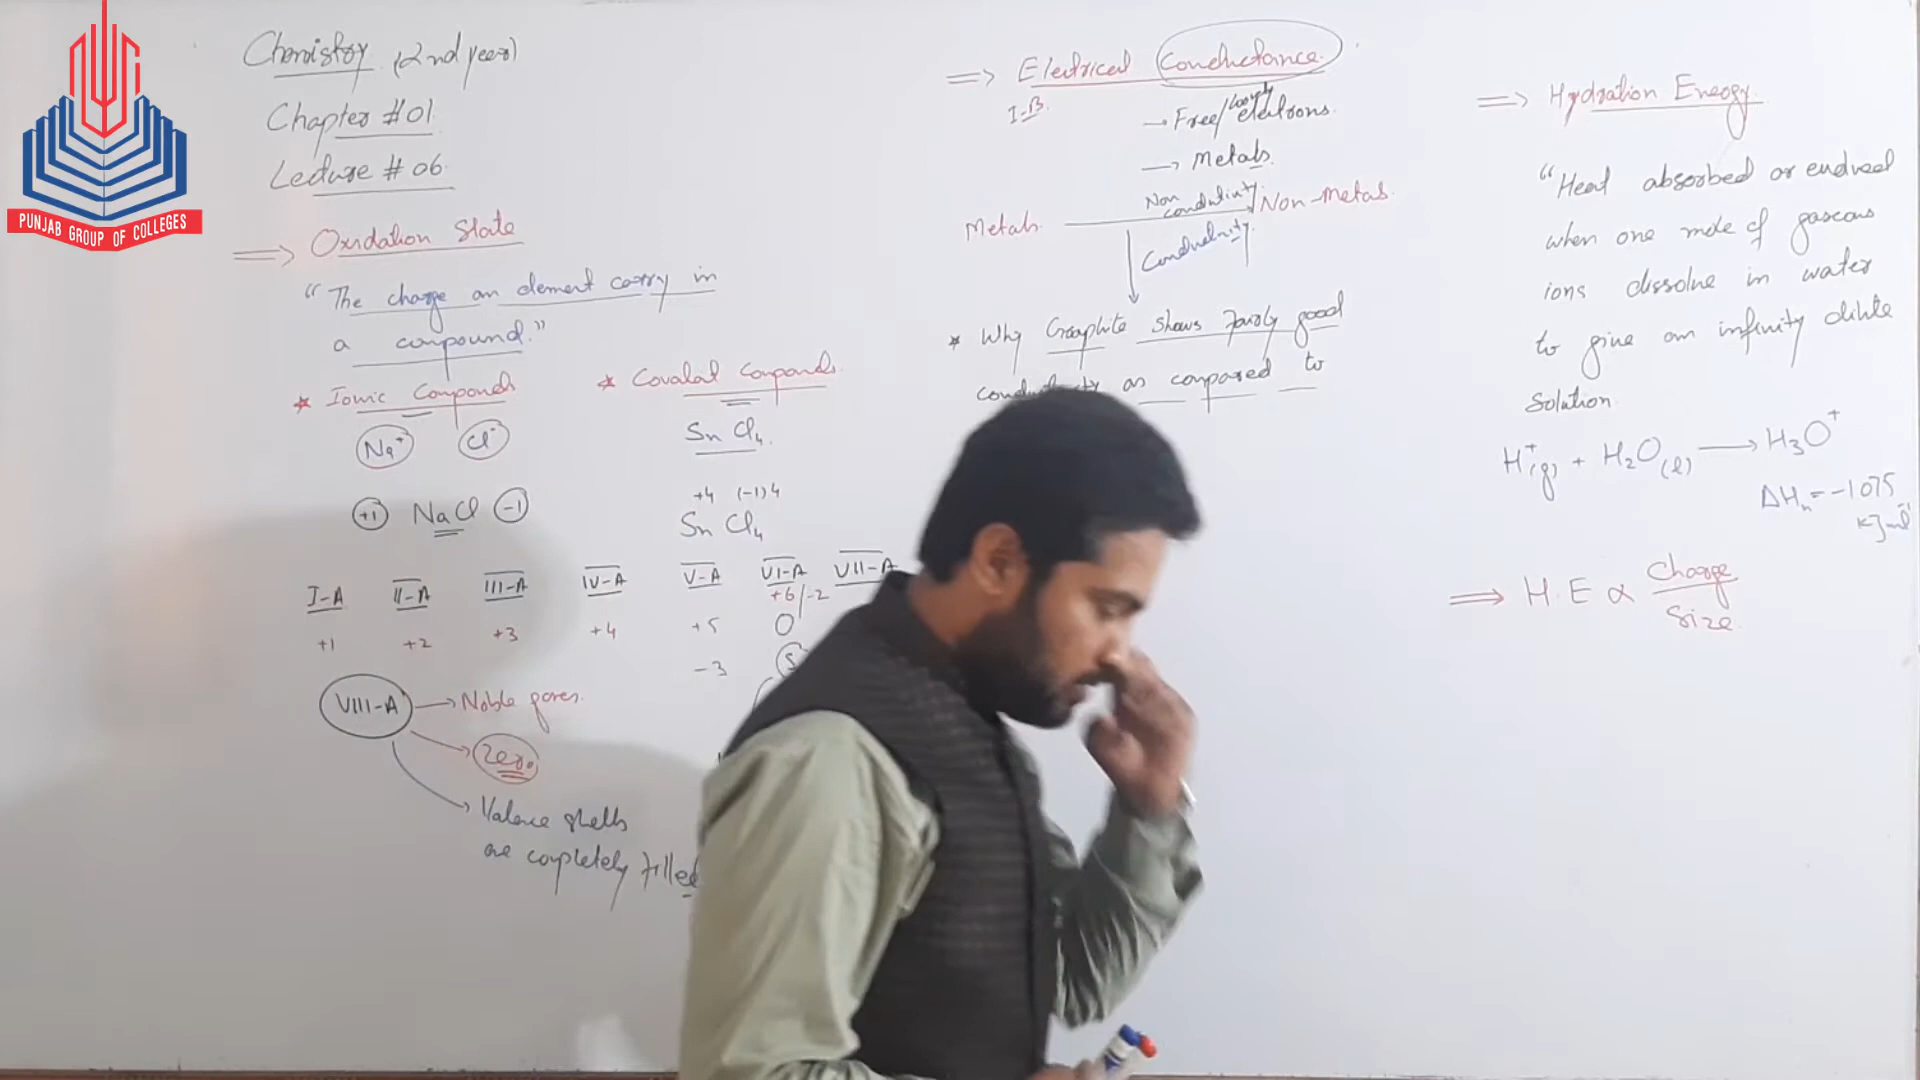 PUNJAB GROUP OF COLLEGES
Chemistry (2nd year)
Chapter #01
Lecture # 06
⇒ Oxidation State
"The charge an element carry in
a compound."
* Ionic Compounds
Na⁺ Cl⁻
+1 NaCl -1
* Covalat Compounds
SnCl₄
+4 (-1)4
SnCl₄
I-A II-A III-A IV-A V-A VI-A VII-A
+1 +2 +3 +4 +5 +6/-2
-3 O
S
VIII-A → Noble gases
→ Zero
→ Valence shells
are completely filled
⇒ Electrical Conductance
I-B
→ Free/loosely electrons
→ Metals
Metals Non conductivity → Non-Metals
Conductivity
* Why Graphite shows fairly good
conductivity as compared to
⇒ Hydration Energy
"Heat absorbed or
when one mole of gaseous
ions dissolve in water
to give an infinity dilute
Solution
H⁺(g) + H₂O(l) → H₃O⁺
ΔHₙ = -1075
kJmol⁻¹
⇒ H.E ∝ Charge
Size